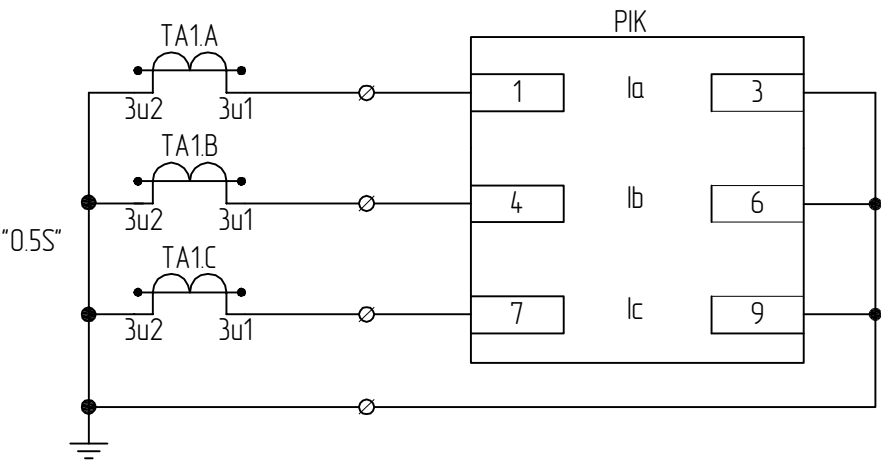 PIK
TA1.A
3u2 3u1
1 Ia 3
TA1.B
3u2 3u1
4 Ib 6
"0.5S"
TA1.C
3u2 3u1
7 Ic 9